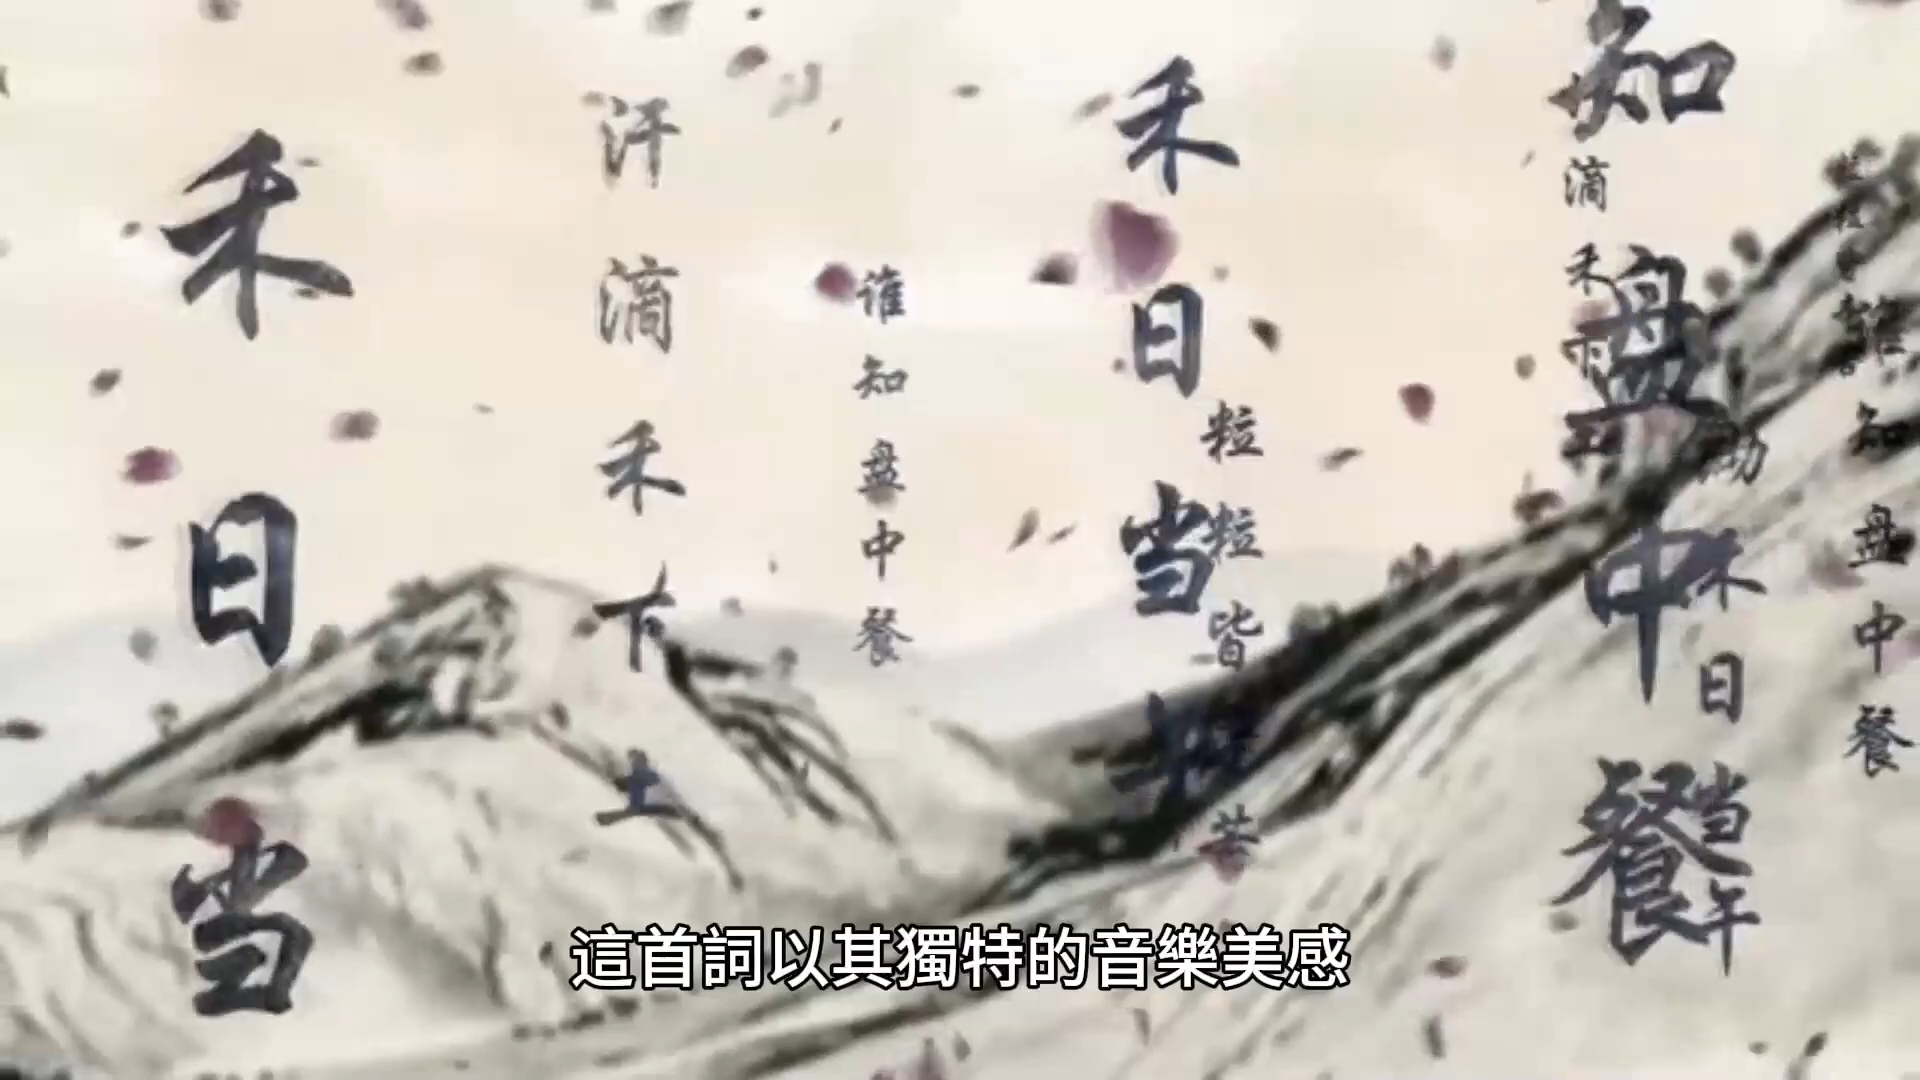 禾日当
汗滴禾下土
谁知盘中餐
禾日当
粒粒皆
苦
知盘中餐
滴禾
禾日当午
谁知盘中餐
這首詞以其獨特的音樂美感